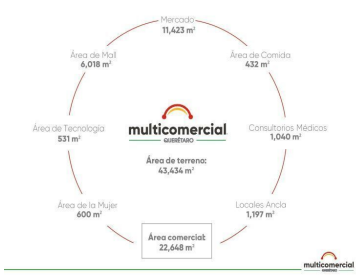 Mercado
11,423 m²
Área de Mall
6,018 m²
Área de Comida
432 m²
Área de Tecnología
531 m²
multicomercial
QUERÉTARO
Área de terreno:
43,434 m²
Consultorios Médicos
1,040 m²
Área de la Mujer
600 m²
Locales Ancla
1,197 m²
Área comercial:
22,648 m²
multicomercial
QUERÉTARO